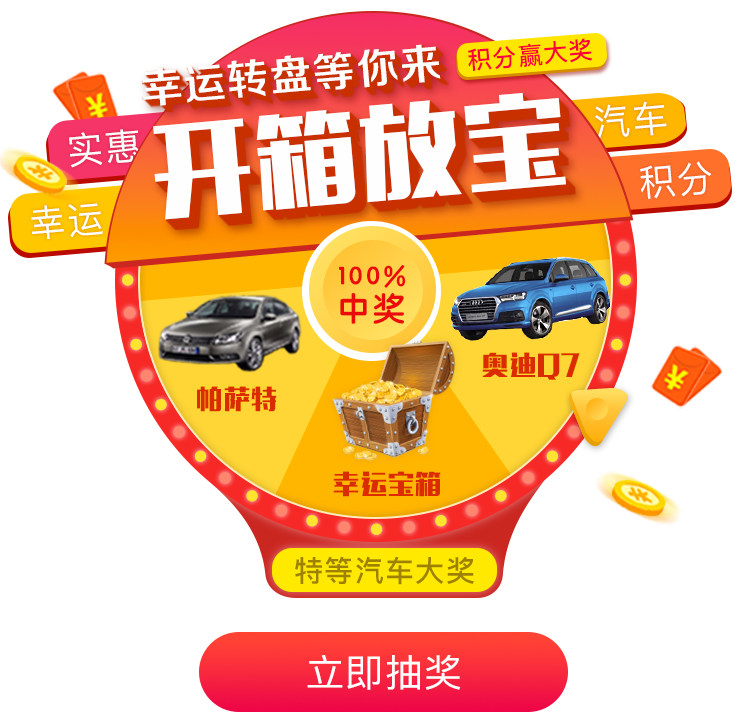 幸运转盘等你来
积分赢大奖
实惠
开箱放宝
汽车
幸运
积分
100%
中奖
帕萨特
奥迪Q7
幸运宝箱
特等汽车大奖
立即抽奖